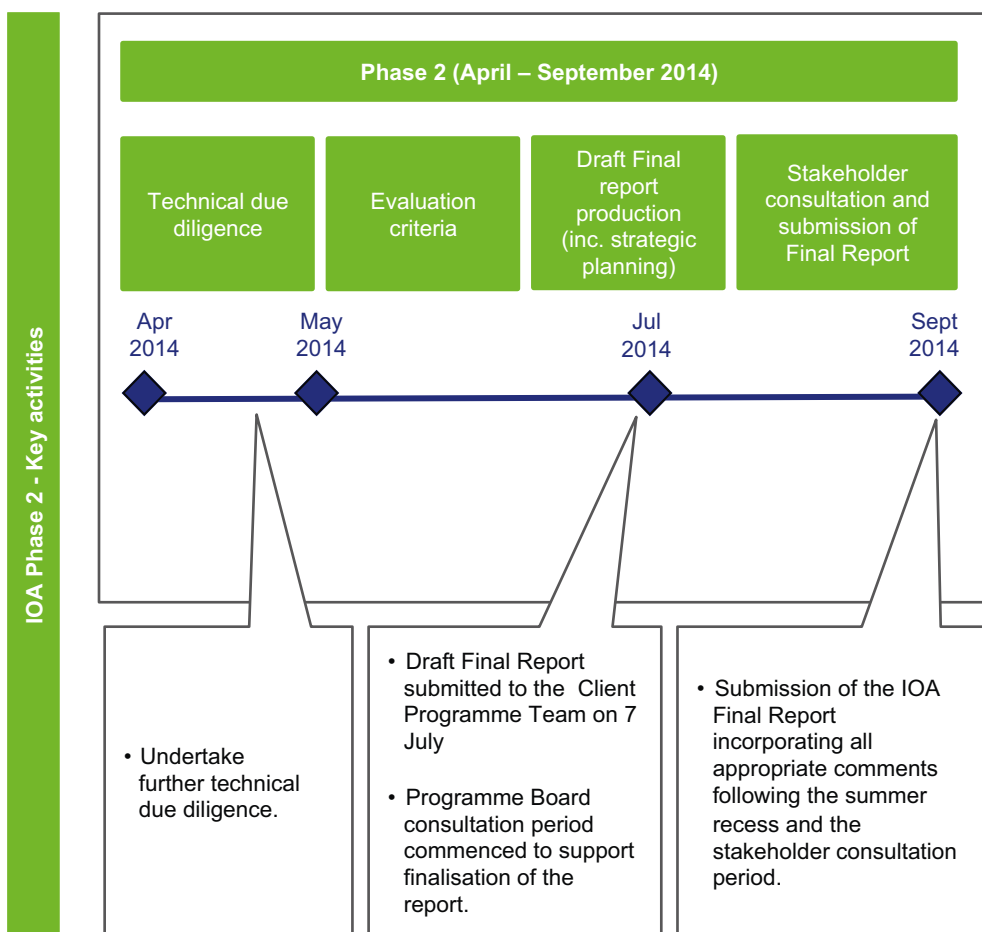 IOA Phase 2 - Key activities
Phase 2 (April – September 2014)
Technical due
diligence
Evaluation
criteria
Draft Final
report
production
(inc. strategic
planning)
Stakeholder
consultation and
submission of
Final Report
Apr
2014
May
2014
Jul
2014
Sept
2014
• Undertake
further technical
due diligence.
• Draft Final Report
submitted to the Client
Programme Team on 7
July
• Programme Board
consultation period
commenced to support
finalisation of the
report.
• Submission of the IOA
Final Report
incorporating all
appropriate comments
following the summer
recess and the
stakeholder consultation
period.